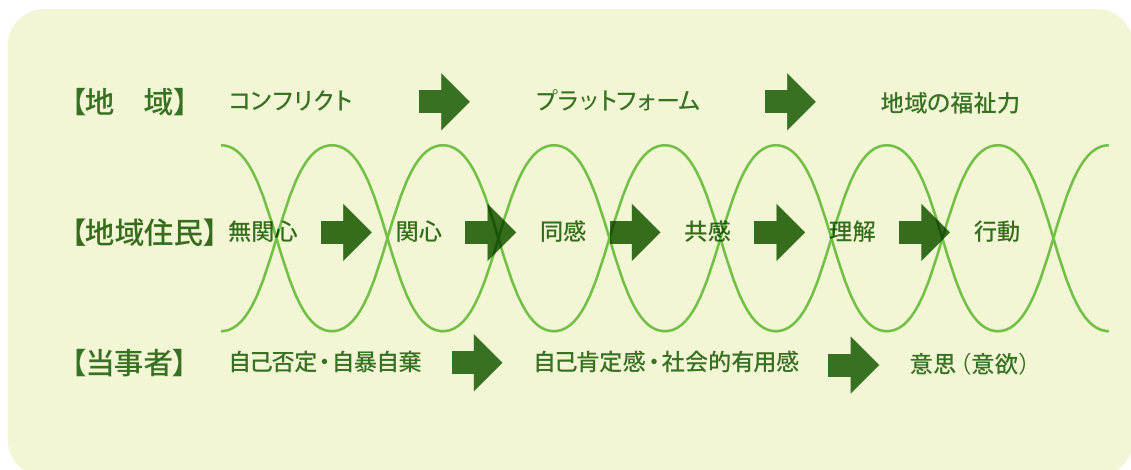 【地　域】 コンフリクト プラットフォーム 地域の福祉力
【地域住民】 無関心 関心 同感 共感 理解 行動
【当事者】 自己否定・自暴自棄 自己肯定感・社会的有用感 意思（意欲）